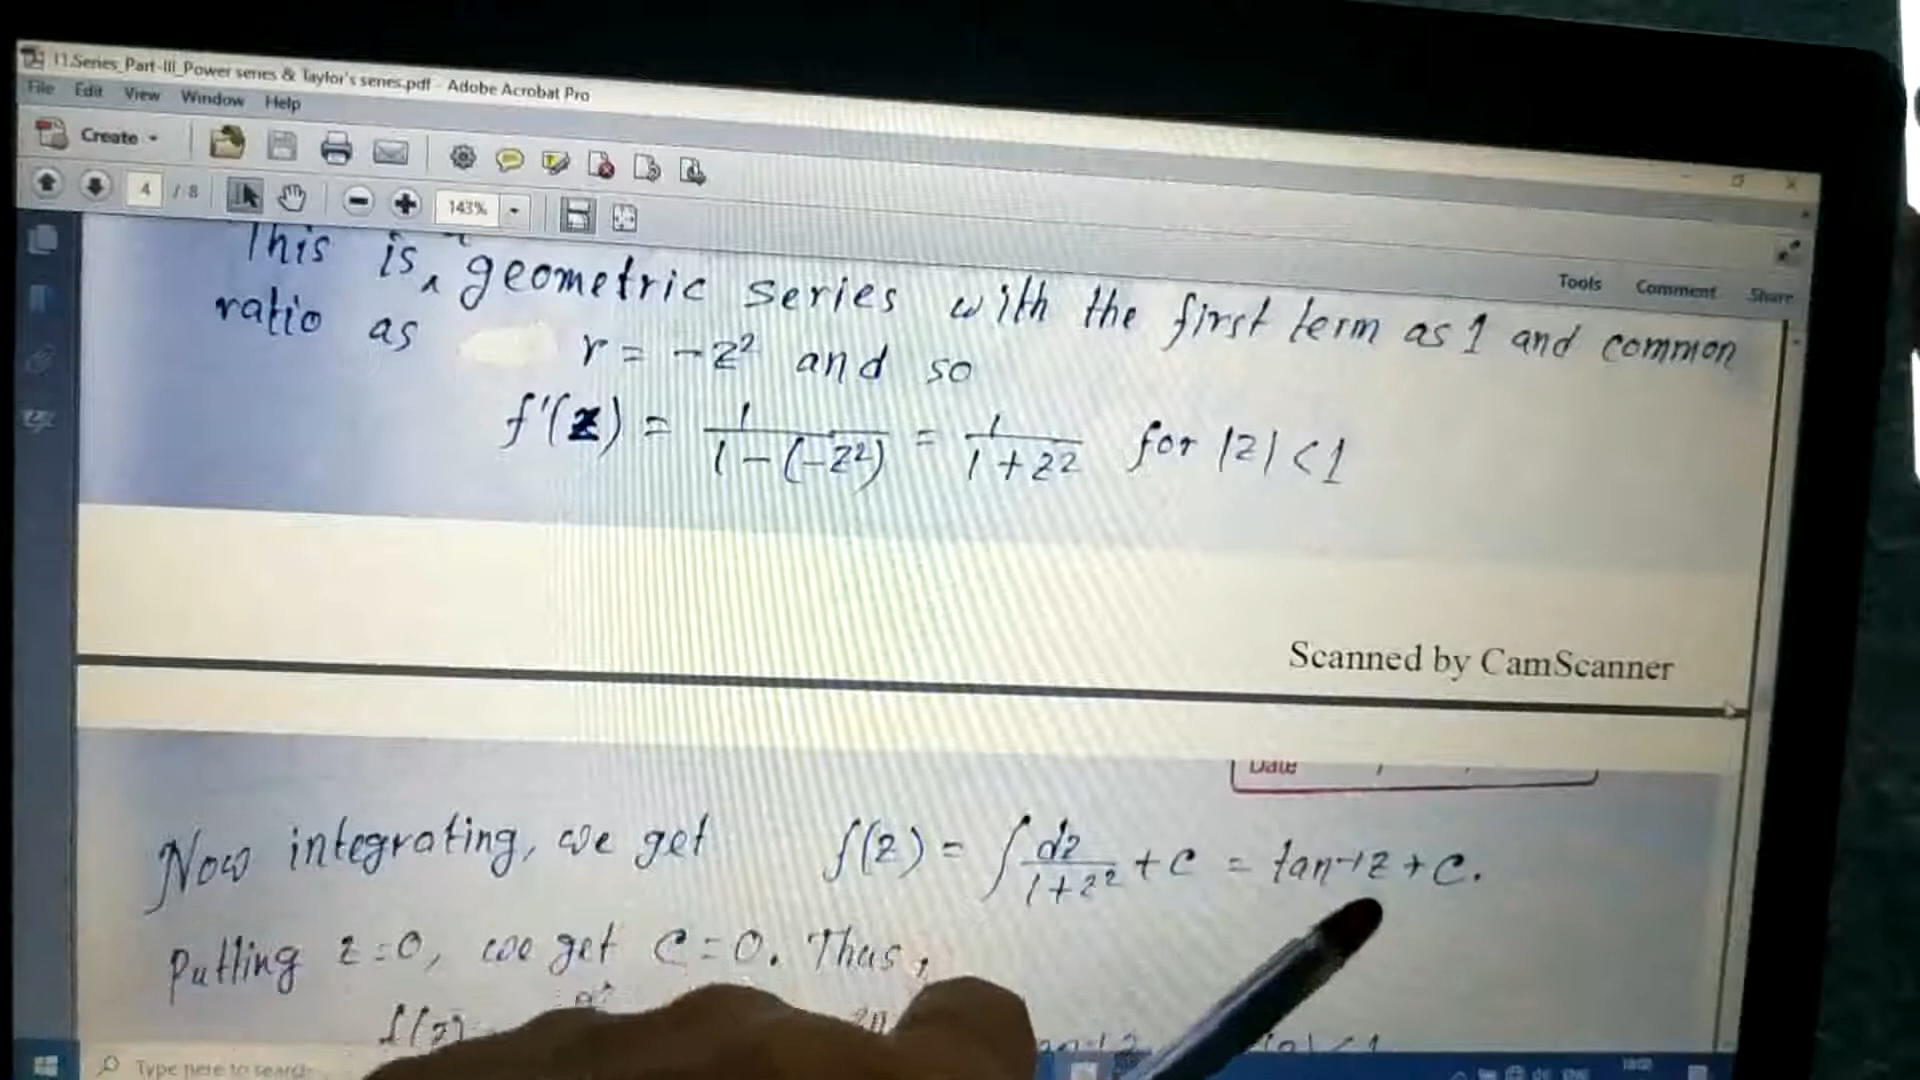 11.Series_Part-III_Power series & Taylor's series.pdf - Adobe Acrobat Pro
File Edit View Window Help
Create
4 / 8 143%
Tools Comment Share
This is a geometric series with the first term as 1 and common
ratio as r = -z² and so
f'(z) = 1/(1-(-z²)) = 1/(1+z²) for |z| < 1
Scanned by CamScanner
Date
Now integrating, we get f(z) = ∫ dz/(1+z²) + C = tan⁻¹z + C.
Putting z=0, we get C=0. Thus,
f(z)
Type here to search